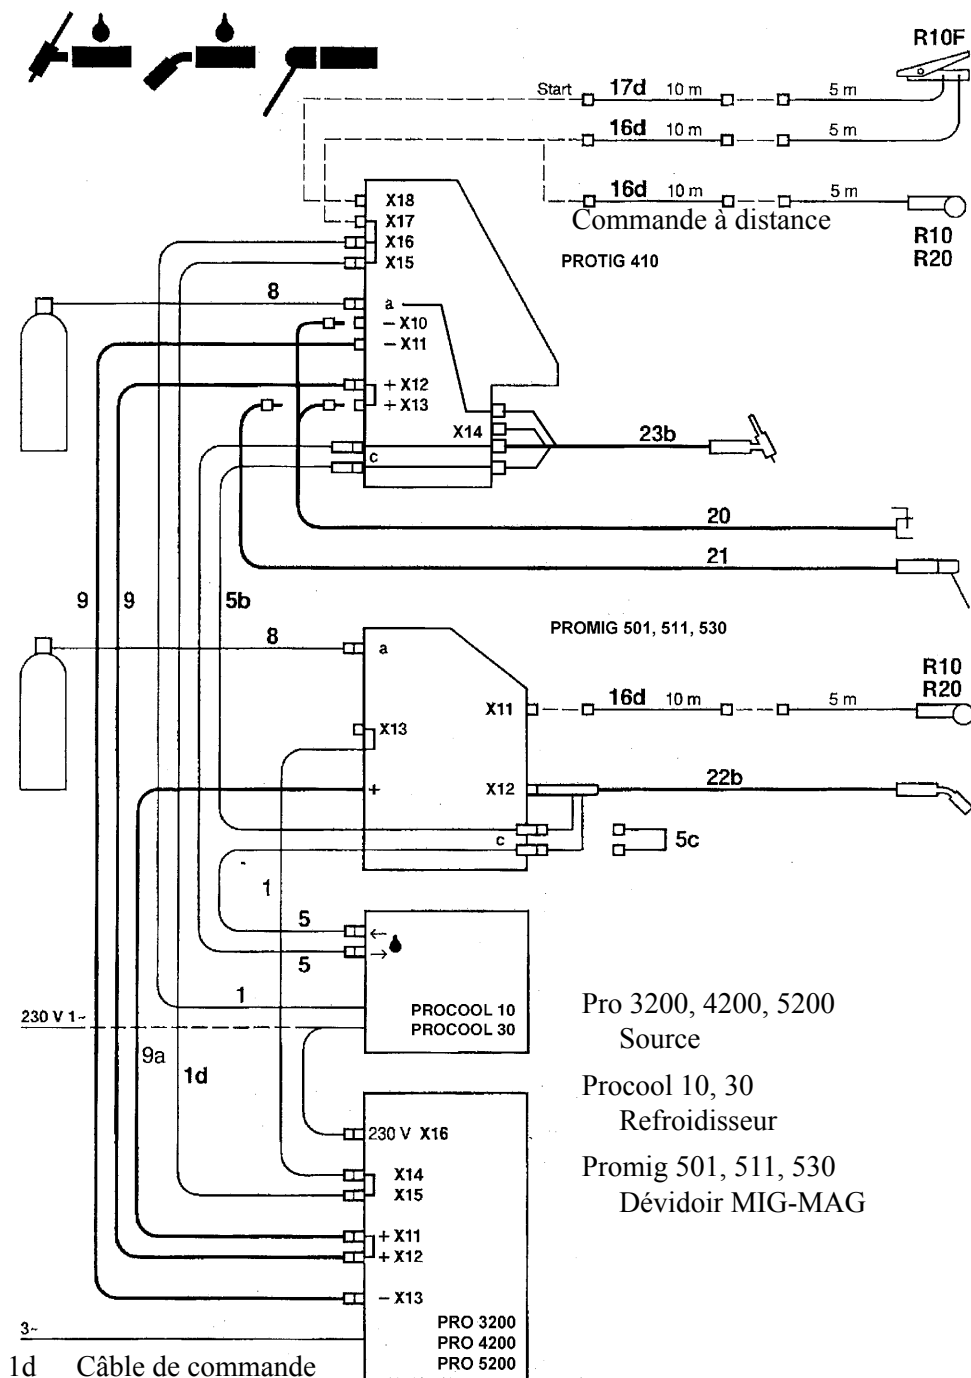 R10F
Start 17d 10 m 5 m
16d 10 m 5 m
16d 10 m 5 m
Commande à distance
R10
R20
PROTIG 410
X18
X17
X16
X15
8
a
− X10
− X11
+ X12
+ X13
X14
c
23b
20
21
9 9 5b
PROMIG 501, 511, 530
8
a
R10
R20
X11 16d 10 m 5 m
X13
+
X12
22b
c
5c
1
5
←
→
5
1
PROCOOL 10
PROCOOL 30
230 V 1~
9a
1d
Pro 3200, 4200, 5200
Source
Procool 10, 30
Refroidisseur
Promig 501, 511, 530
Dévidoir MIG-MAG
230 V X16
X14
X15
+ X11
+ X12
− X13
PRO 3200
PRO 4200
PRO 5200
3~
1d Câble de commande